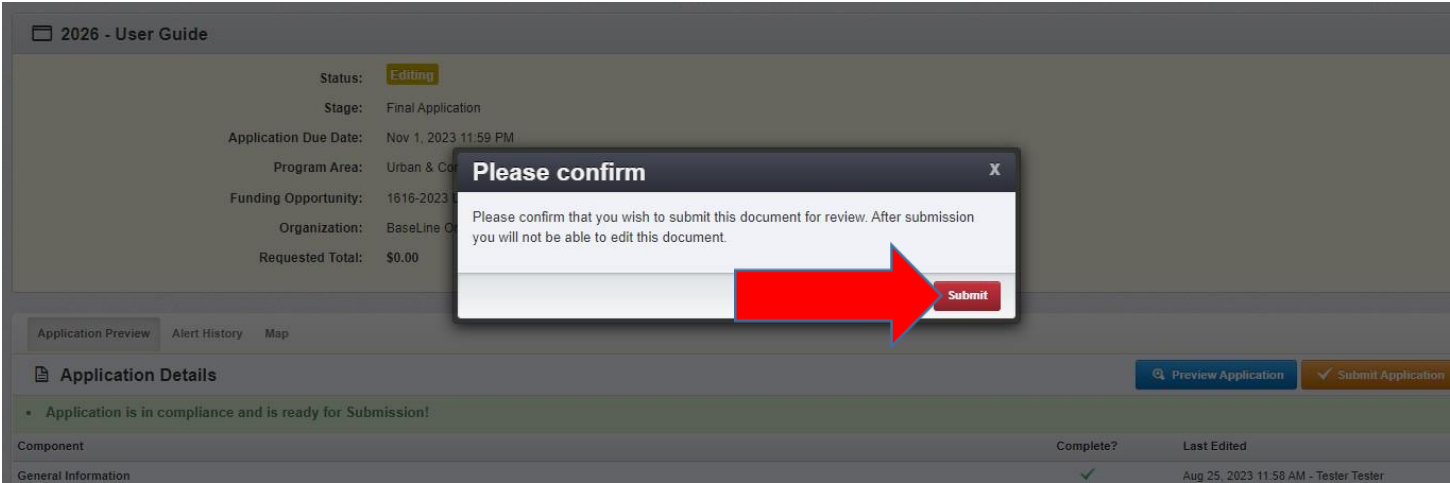 2026 - User Guide
Status: Editing
Stage: Final Application
Application Due Date: Nov 1, 2023 11:59 PM
Program Area: Urban &
Funding Opportunity: 1616-2023
Organization: BaseLine
Requested Total: $0.00
Please confirm X
Please confirm that you wish to submit this document for review. After submission
you will not be able to edit this document.
Submit
Application Preview Alert History Map
Application Details Preview Application Submit Application
• Application is in compliance and is ready for Submission!
Component Complete? Last Edited
General Information Aug 25, 2023 11:58 AM - Tester Tester